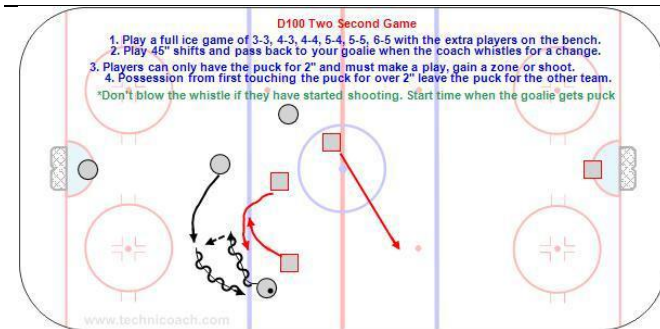 D100 Two Second Game
1. Play a full ice game of 3-3, 4-3, 4-4, 5-4, 5-5, 6-5 with the extra players on the bench.
2. Play 45" shifts and pass back to your goalie when the coach whistles for a change.
3. Players can only have the puck for 2" and must make a play, gain a zone or shoot.
4. Possession from first touching the puck for over 2" leave the puck for the other team.
*Don't blow the whistle if they have started shooting. Start time when the goalie gets puck
www.technicoach.com